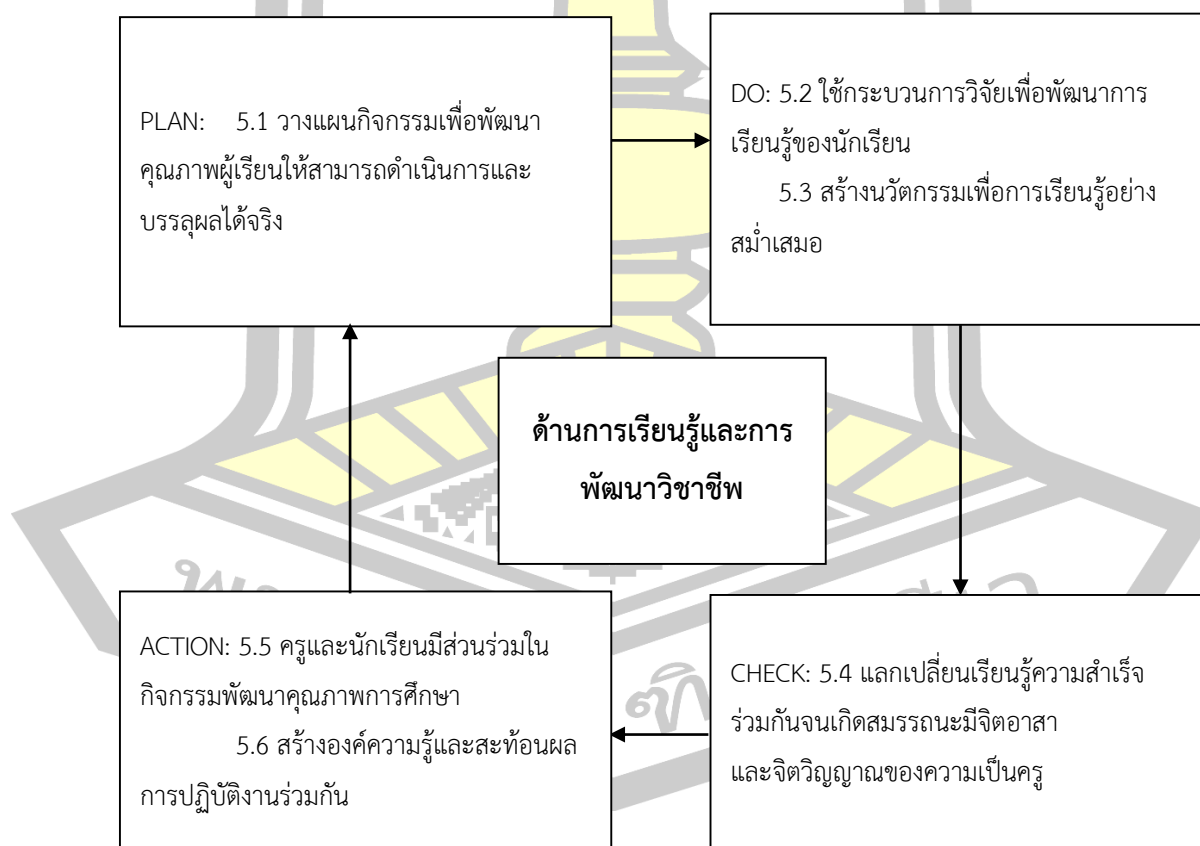 PLAN: 5.1 วางแผนกิจกรรมเพื่อพัฒนา
คุณภาพผู้เรียนให้สามารถดำเนินการและ
บรรลุผลได้จริง
DO: 5.2 ใช้กระบวนการวิจัยเพื่อพัฒนาการ
เรียนรู้ของนักเรียน
5.3 สร้างนวัตกรรมเพื่อการเรียนรู้อย่าง
สม่ำเสมอ
ด้านการเรียนรู้และการ
พัฒนาวิชาชีพ
ACTION: 5.5 ครูและนักเรียนมีส่วนร่วมใน
กิจกรรมพัฒนาคุณภาพการศึกษา
5.6 สร้างองค์ความรู้และสะท้อนผล
การปฏิบัติงานร่วมกัน
CHECK: 5.4 แลกเปลี่ยนเรียนรู้ความสำเร็จ
ร่วมกันจนเกิดสมรรถนะมีจิตอาสา
และจิตวิญญาณของความเป็นครู